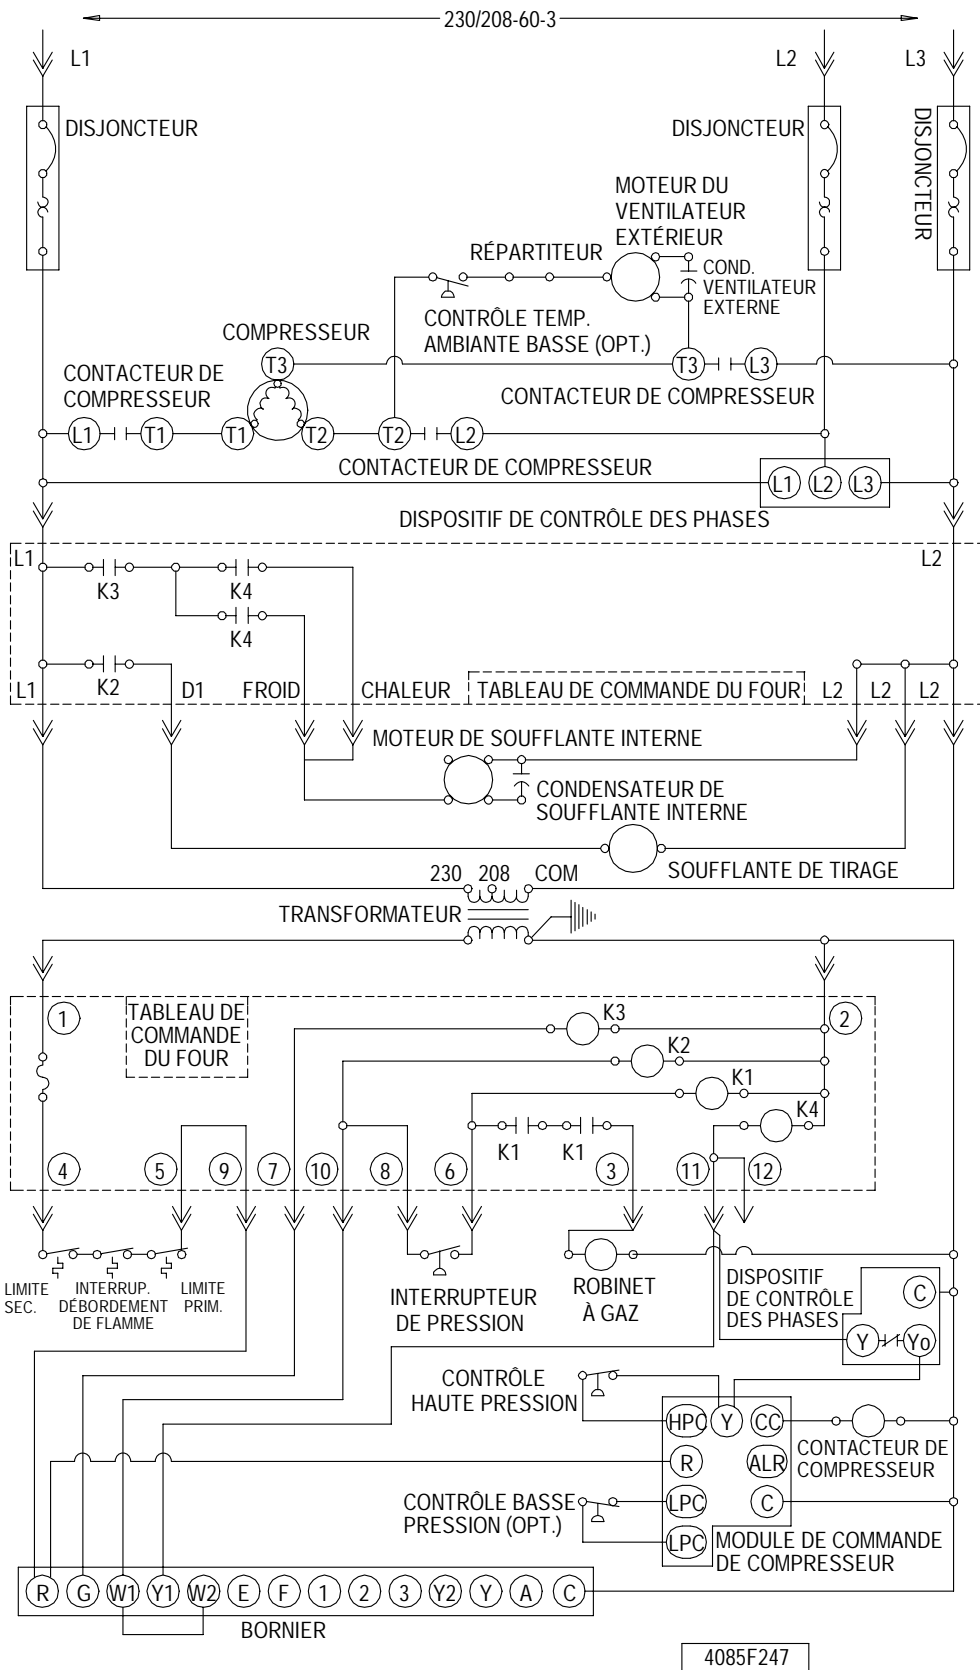 230/208-60-3
L1
L2
L3
DISJONCTEUR
DISJONCTEUR
DISJONCTEUR
MOTEUR DU
VENTILATEUR
EXTÉRIEUR
RÉPARTITEUR
COND.
VENTILATEUR
EXTERNE
CONTRÔLE TEMP.
AMBIANTE BASSE (OPT.)
COMPRESSEUR
T3
T3
L3
CONTACTEUR DE
COMPRESSEUR
CONTACTEUR DE COMPRESSEUR
L1
T1
T1
T2
T2
L2
CONTACTEUR DE COMPRESSEUR
L1
L2
L3
DISPOSITIF DE CONTRÔLE DES PHASES
L1
L2
K3
K4
K4
K2
L1
D1
FROID
CHALEUR
TABLEAU DE COMMANDE DU FOUR
L2
L2
L2
MOTEUR DE SOUFFLANTE INTERNE
CONDENSATEUR DE
SOUFFLANTE INTERNE
SOUFFLANTE DE TIRAGE
230
208
COM
TRANSFORMATEUR
1
TABLEAU DE
COMMANDE
DU FOUR
K3
2
K2
K1
K4
K1
K1
4
5
9
7
10
8
6
3
11
12
LIMITE
SEC.
INTERRUP.
DÉBORDEMENT
DE FLAMME
LIMITE
PRIM.
INTERRUPTEUR
DE PRESSION
ROBINET
À GAZ
DISPOSITIF
DE CONTRÔLE
DES PHASES
C
Y
Yo
CONTRÔLE
HAUTE PRESSION
HPC
Y
CC
CONTACTEUR DE
COMPRESSEUR
R
ALR
CONTRÔLE BASSE
PRESSION (OPT.)
LPC
C
LPC
MODULE DE COMMANDE
DE COMPRESSEUR
R
G
W1
Y1
W2
E
F
1
2
3
Y2
Y
A
C
BORNIER
4085F247